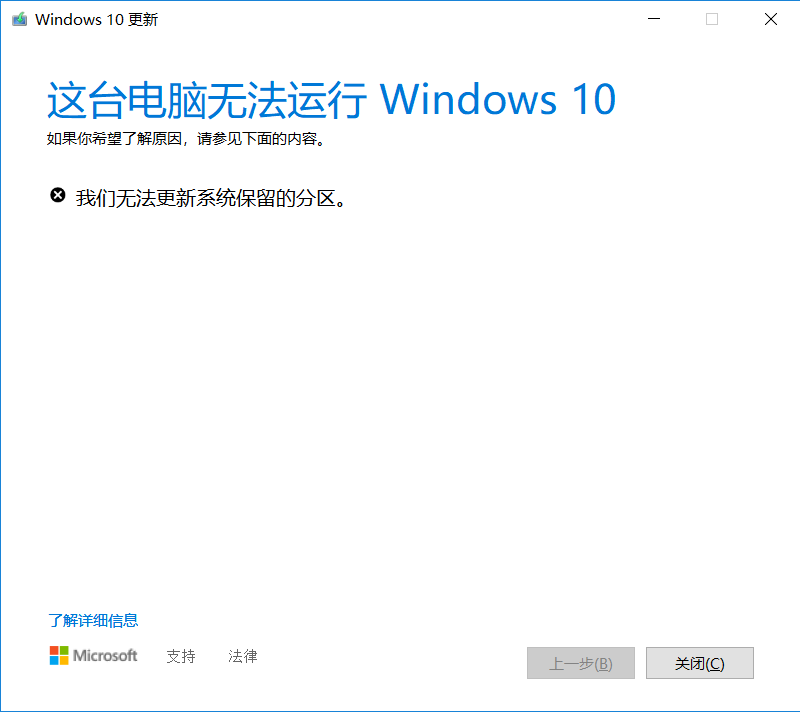 Windows 10 更新
这台电脑无法运行 Windows 10
如果你希望了解原因，请参见下面的内容。
我们无法更新系统保留的分区。
了解详细信息
Microsoft 支持 法律
上一步(B) 关闭(C)